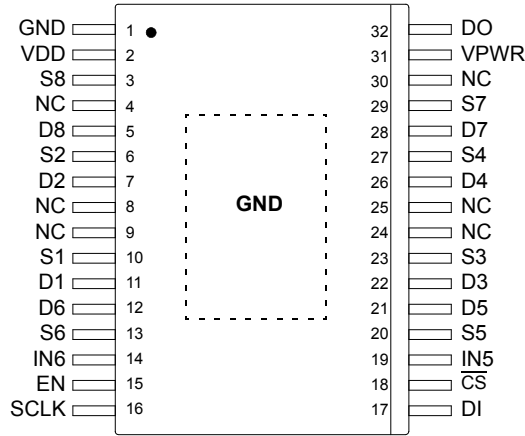 GND 1 32 DO
VDD 2 31 VPWR
S8 3 30 NC
NC 4 29 S7
D8 5 28 D7
S2 6 27 S4
D2 7 26 D4
NC 8 25 NC
GND
NC 9 24 NC
S1 10 23 S3
D1 11 22 D3
D6 12 21 D5
S6 13 20 S5
IN6 14 19 IN5
EN 15 18 C̅S̅
SCLK 16 17 DI